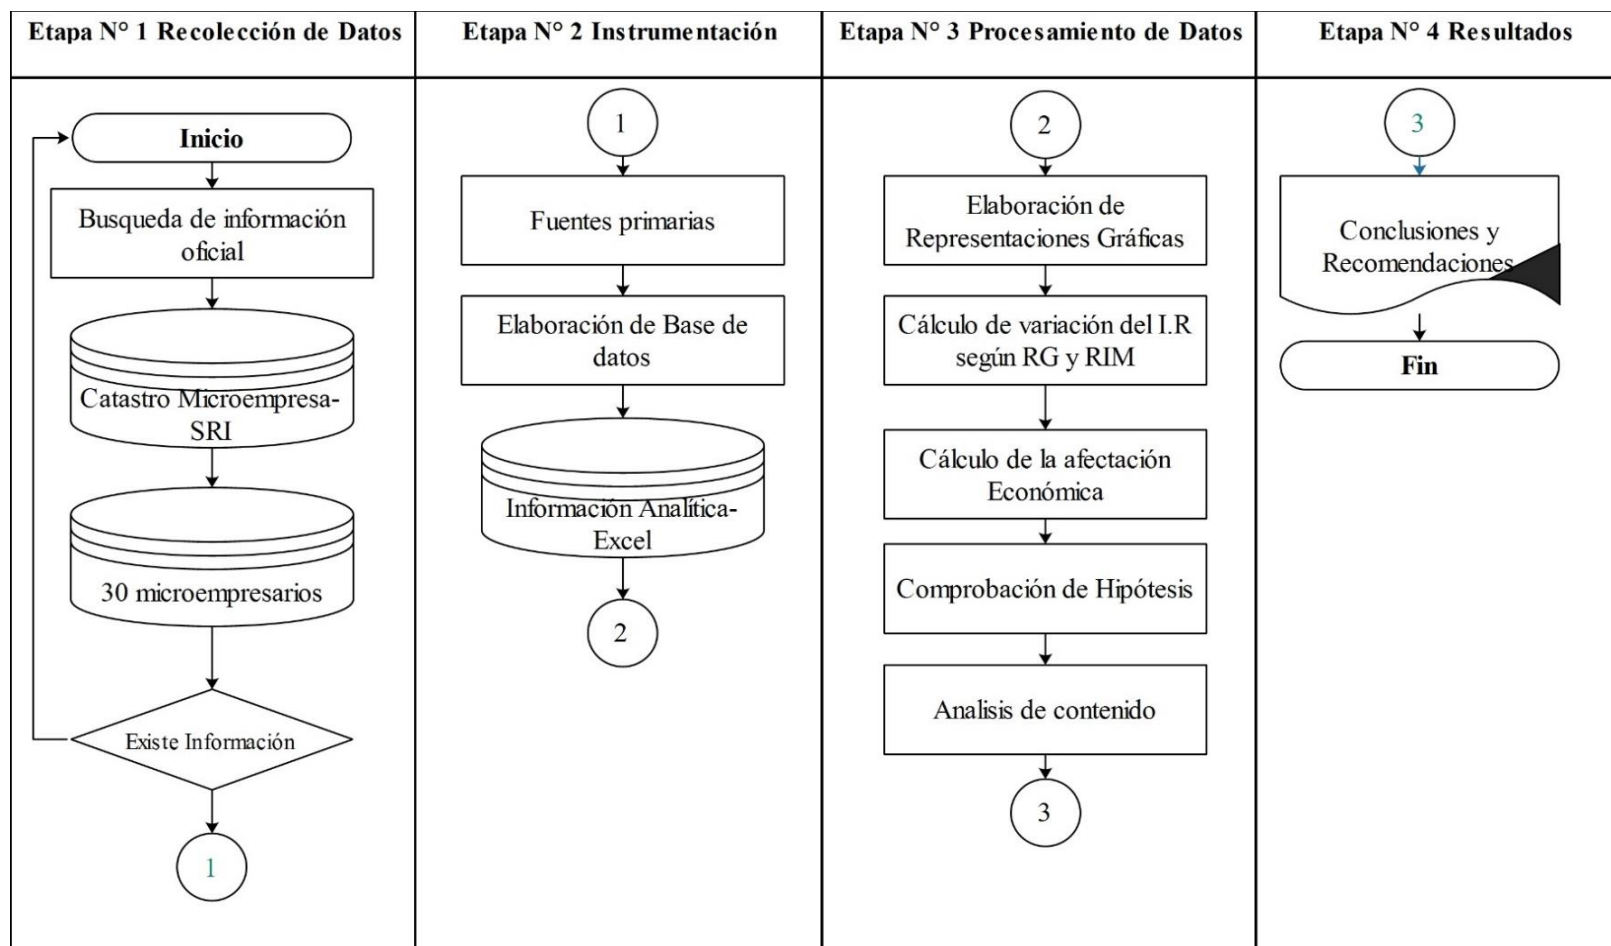 Etapa N° 1 Recolección de Datos
Inicio
Busqueda de información
oficial
Catastro Microempresa-
SRI
30 microempresarios
Existe Información
1
Etapa N° 2 Instrumentación
1
Fuentes primarias
Elaboración de Base de
datos
Información Analítica-
Excel
2
Etapa N° 3 Procesamiento de Datos
2
Elaboración de
Representaciones Gráficas
Cálculo de variación del I.R
según RG y RIM
Cálculo de la afectación
Económica
Comprobación de Hipótesis
Analisis de contenido
3
Etapa N° 4 Resultados
3
Conclusiones y
Recomendaciones
Fin